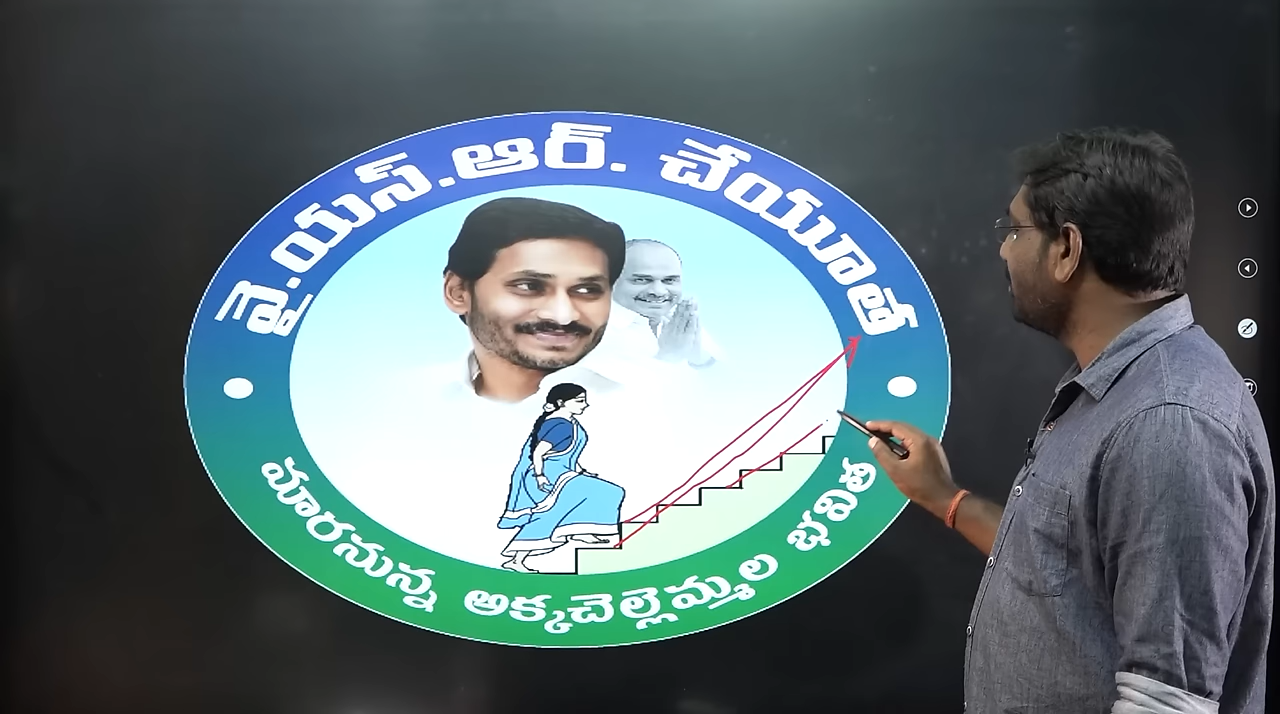 వై.యస్.ఆర్. చేయూత
మారనున్న అక్కచెల్లెమ్మల భవిత